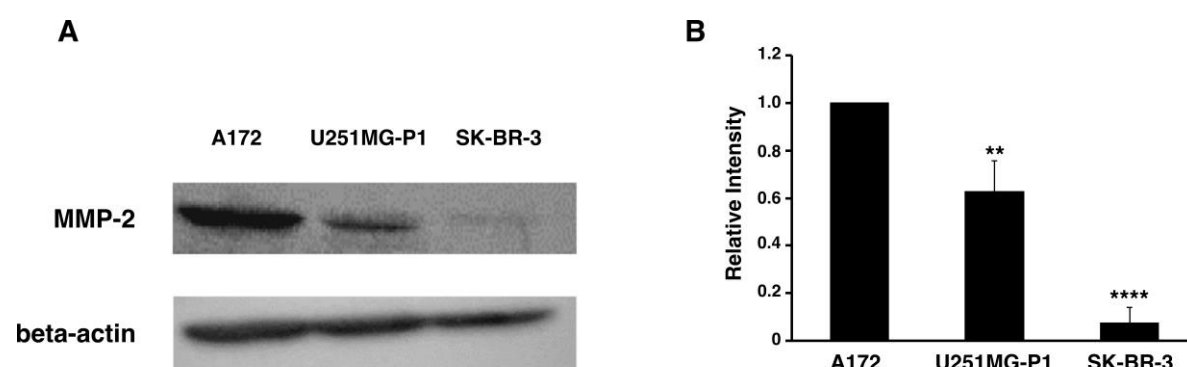 A
A172 U251MG-P1 SK-BR-3
MMP-2
beta-actin
B
Relative Intensity
1.2
1.0
0.8
0.6
0.4
0.2
0
**
****
A172 U251MG-P1 SK-BR-3